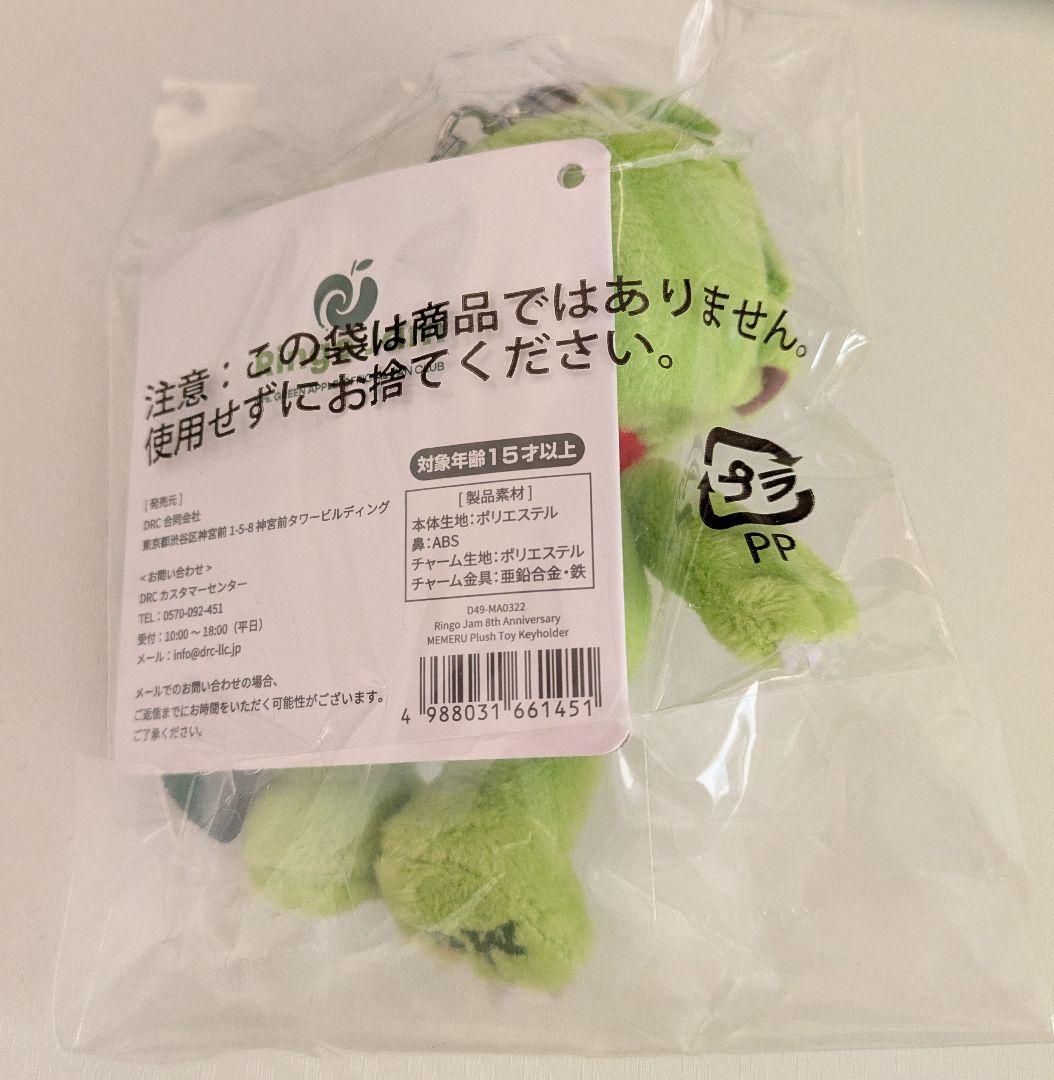 注意：この袋は商品ではありません。
使用せずにお捨てください。
GREEN APPLE
FAN CLUB
対象年齢15才以上
[発売元]
DRC 合同会社
東京都渋谷区神宮前 1-5-8 神宮前タワービルディング
<お問い合わせ>
DRC カスタマーセンター
TEL：0570-092-451
受付：10:00 ～ 18:00（平日）
メール：info@drc-llc.jp
メールでのお問い合わせの場合、
ご返信までにお時間をいただく可能性がございます。
ご了承ください。
[製品素材]
本体生地：ポリエステル
鼻：ABS
チャーム生地：ポリエステル
チャーム金具：亜鉛合金・鉄
D49-MA0322
Ringo Jam 8th Anniversary
MEMERU Plush Toy Keyholder
4 988031 661451
プラ
PP